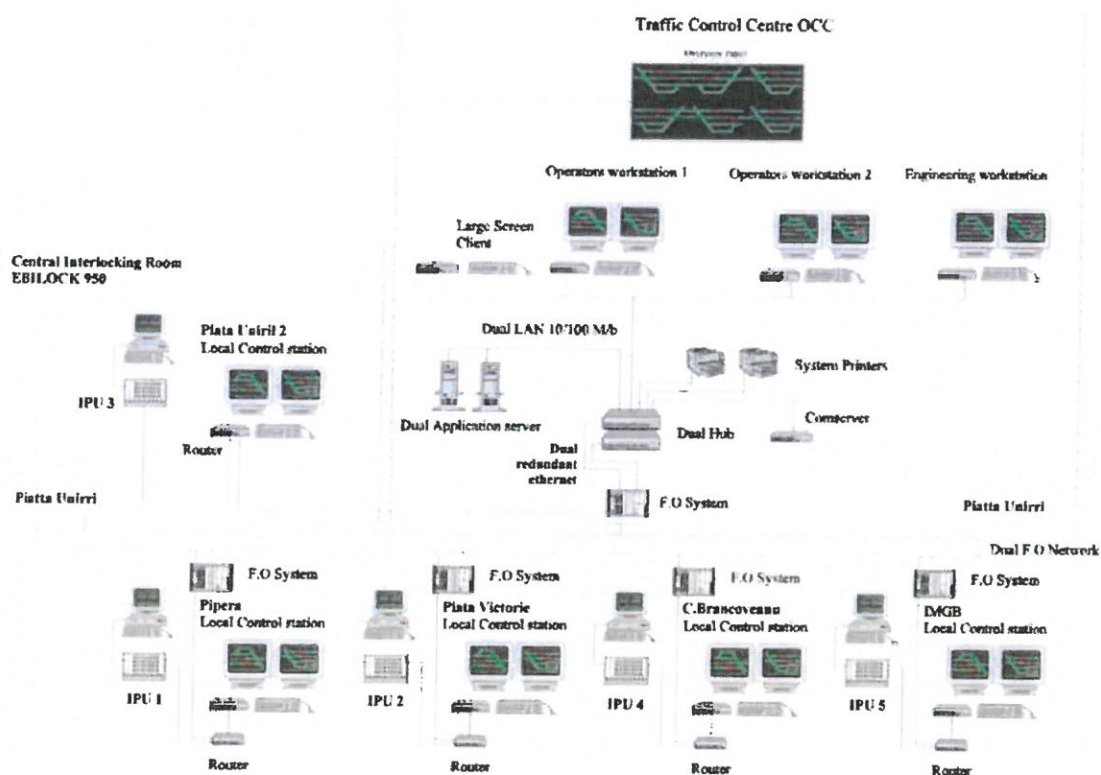 Traffic Control Centre OCC
Operators workstation 1
Operators workstation 2
Engineering workstation
Large Screen
Client
Central Interlocking Room
EBILOCK 950
Piata Uniril 2
Local Control station
IPU 3
Router
Dual LAN 10/100 M/b
System Printers
Dual Application server
Dual Hub
Comserver
Dual
redundant
ethernet
F.O System
Piatta Unirri
Piatta Unirri
Dual F.O Network
F.O System
F.O System
F.O System
F.O System
Pipera
Local Control station
Piata Victorie
Local Control station
C.Brancoveanu
Local Control station
IMGB
Local Control station
IPU 1
IPU 2
IPU 4
IPU 5
Router
Router
Router
Router